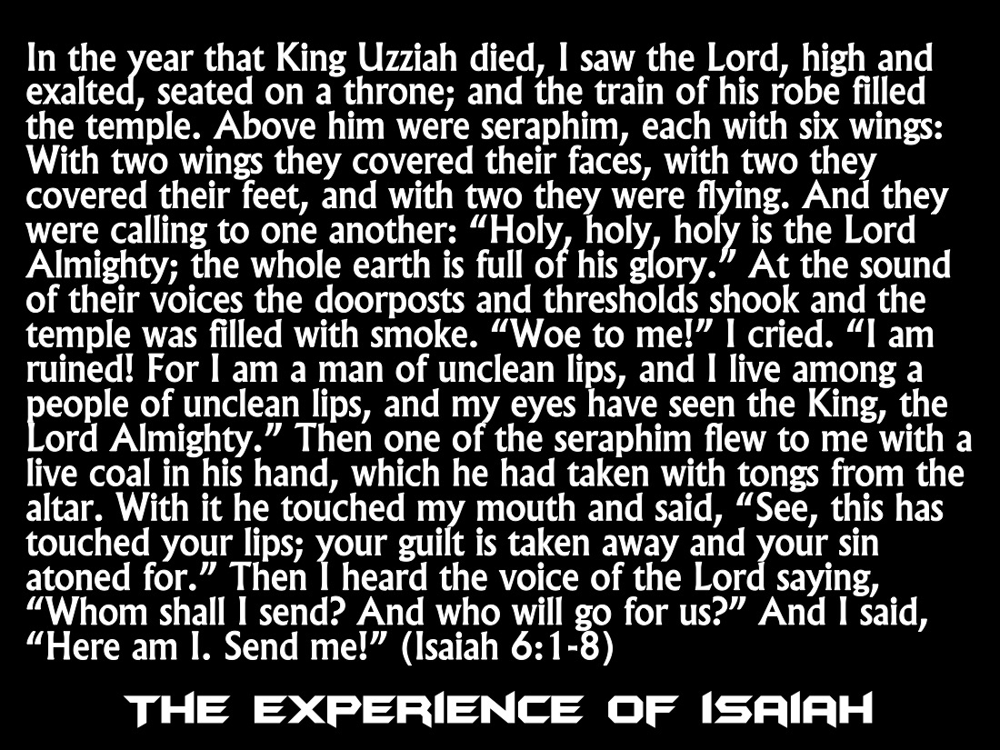 In the year that King Uzziah died, I saw the Lord, high and
exalted, seated on a throne; and the train of his robe filled
the temple. Above him were seraphim, each with six wings:
With two wings they covered their faces, with two they
covered their feet, and with two they were flying. And they
were calling to one another: “Holy, holy, holy is the Lord
Almighty; the whole earth is full of his glory.” At the sound
of their voices the doorposts and thresholds shook and the
temple was filled with smoke. “Woe to me!” I cried. “I am
ruined! For I am a man of unclean lips, and I live among a
people of unclean lips, and my eyes have seen the King, the
Lord Almighty.” Then one of the seraphim flew to me with a
live coal in his hand, which he had taken with tongs from the
altar. With it he touched my mouth and said, “See, this has
touched your lips; your guilt is taken away and your sin
atoned for.” Then I heard the voice of the Lord saying,
“Whom shall I send? And who will go for us?” And I said,
“Here am I. Send me!” (Isaiah 6:1-8)
THE EXPERIENCE OF ISAIAH